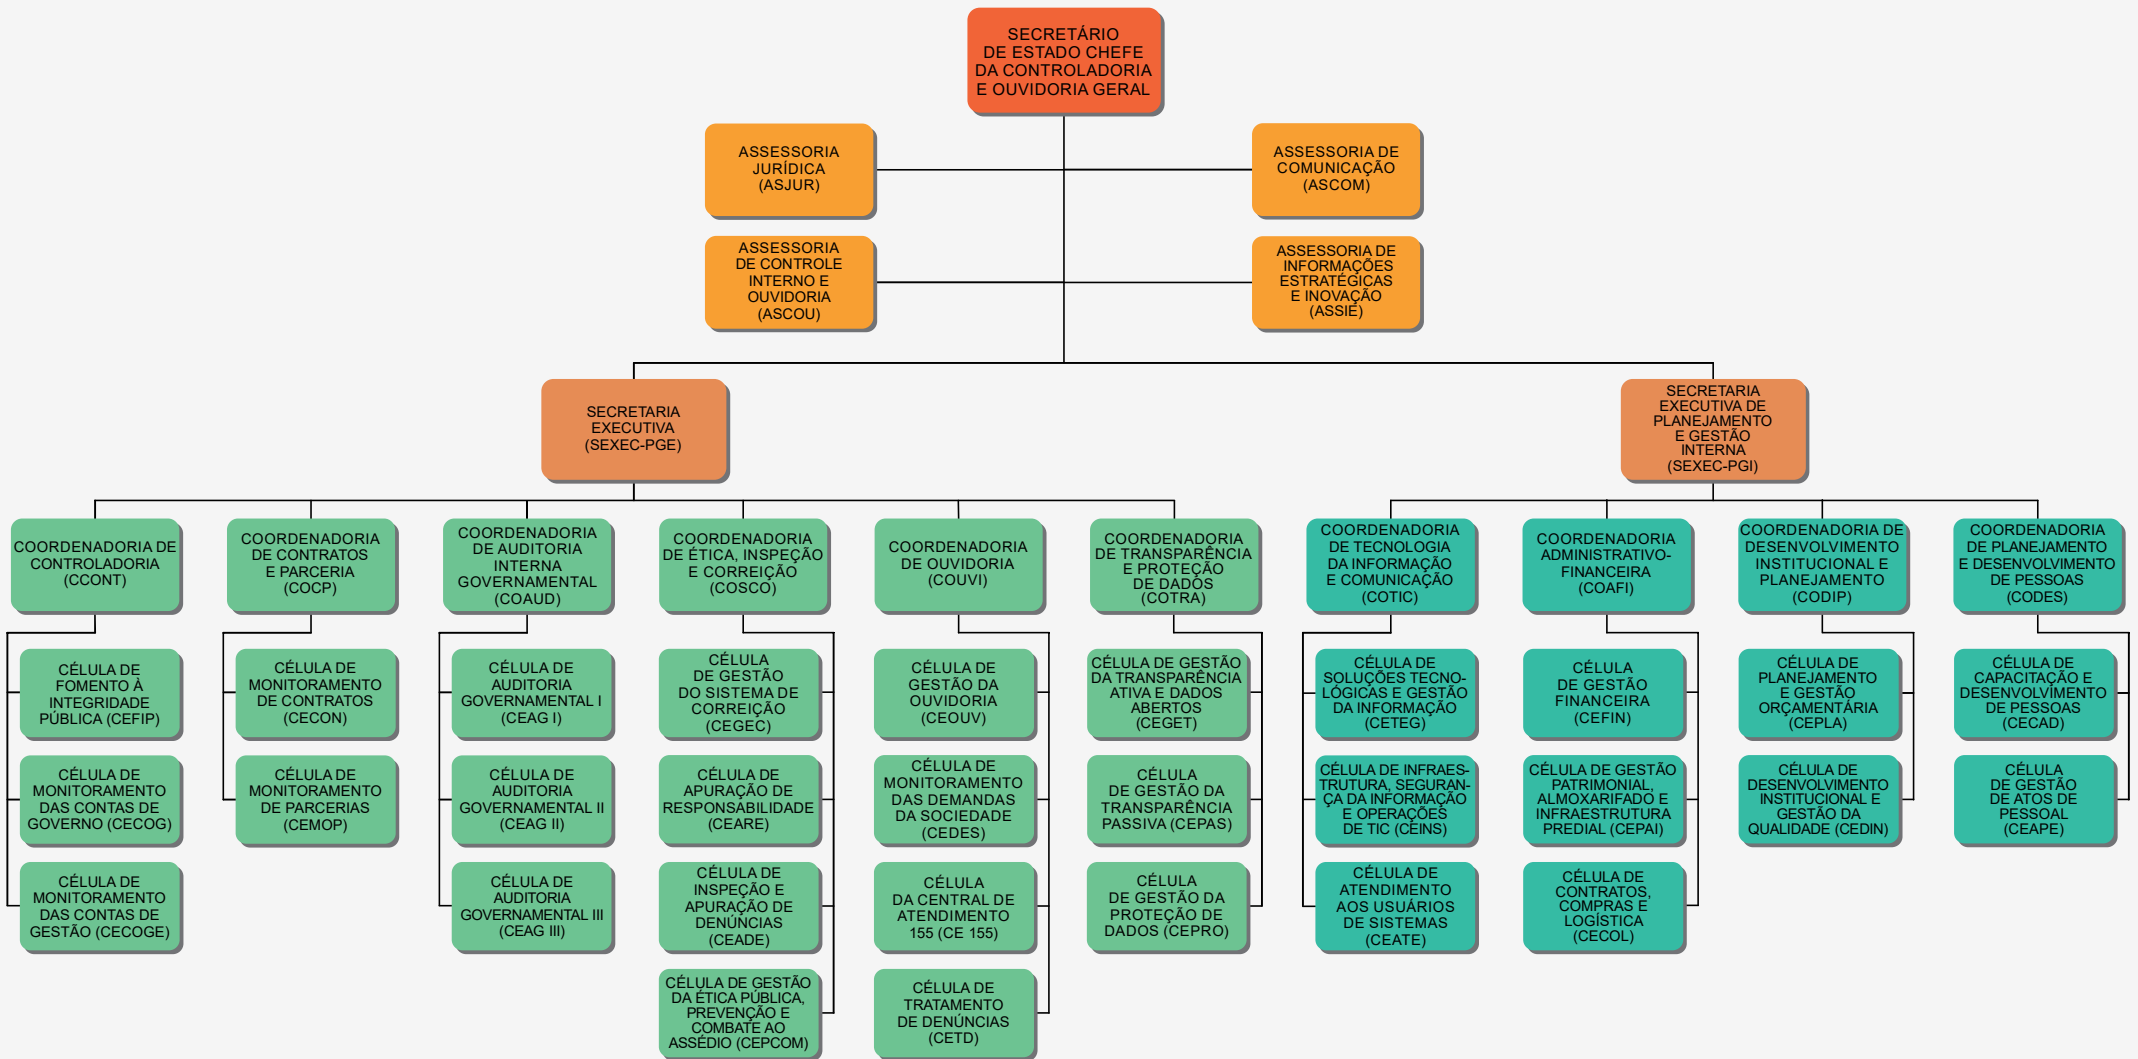 SECRETÁRIO
DE ESTADO CHEFE
DA CONTROLADORIA
E OUVIDORIA GERAL
ASSESSORIA
JURÍDICA
(ASJUR)
ASSESSORIA DE
COMUNICAÇÃO
(ASCOM)
ASSESSORIA
DE CONTROLE
INTERNO E
OUVIDORIA
(ASCOU)
ASSESSORIA DE
INFORMAÇÕES
ESTRATÉGICAS
E INOVAÇÃO
(ASSIE)
SECRETARIA
EXECUTIVA
(SEXEC-PGE)
SECRETARIA
EXECUTIVA DE
PLANEJAMENTO
E GESTÃO
INTERNA
(SEXEC-PGI)
COORDENADORIA DE
CONTROLADORIA
(CCONT)
COORDENADORIA
DE CONTRATOS
E PARCERIA
(COCP)
COORDENADORIA
DE AUDITORIA
INTERNA
GOVERNAMENTAL
(COAUD)
COORDENADORIA
DE ÉTICA, INSPEÇÃO
E CORREIÇÃO
(COSCO)
COORDENADORIA
DE OUVIDORIA
(COUVI)
COORDENADORIA
DE TRANSPARÊNCIA
E PROTEÇÃO
DE DADOS
(COTRA)
COORDENADORIA
DE TECNOLOGIA
DA INFORMAÇÃO
E COMUNICAÇÃO
(COTIC)
COORDENADORIA
ADMINISTRATIVO-
FINANCEIRA
(COAFI)
COORDENADORIA DE
DESENVOLVIMENTO
INSTITUCIONAL E
PLANEJAMENTO
(CODIP)
COORDENADORIA
DE PLANEJAMENTO
E DESENVOLVIMENTO
DE PESSOAS
(CODES)
CÉLULA DE
FOMENTO À
INTEGRIDADE
PÚBLICA (CEFIP)
CÉLULA DE
MONITORAMENTO
DE CONTRATOS
(CECON)
CÉLULA DE
AUDITORIA
GOVERNAMENTAL I
(CEAG I)
CÉLULA
DE GESTÃO
DO SISTEMA DE
CORREIÇÃO
(CEGEC)
CÉLULA DE
GESTÃO DA
OUVIDORIA
(CEOUV)
CÉLULA DE GESTÃO
DA TRANSPARÊNCIA
ATIVA E DADOS
ABERTOS
(CEGET)
CÉLULA DE
SOLUÇÕES TECNO-
LÓGICAS E GESTÃO
DA INFORMAÇÃO
(CETEG)
CÉLULA
DE GESTÃO
FINANCEIRA
(CEFIN)
CÉLULA DE
PLANEJAMENTO
E GESTÃO
ORÇAMENTÁRIA
(CEPLA)
CÉLULA DE
CAPACITAÇÃO E
DESENVOLVIMENTO
DE PESSOAS
(CECAD)
CÉLULA DE
MONITORAMENTO
DAS CONTAS DE
GOVERNO (CECOG)
CÉLULA DE
MONITORAMENTO
DE PARCERIAS
(CEMOP)
CÉLULA DE
AUDITORIA
GOVERNAMENTAL II
(CEAG II)
CÉLULA DE
APURAÇÃO DE
RESPONSABILIDADE
(CEARE)
CÉLULA DE
MONITORAMENTO
DAS DEMANDAS
DA SOCIEDADE
(CEDES)
CÉLULA
DE GESTÃO DA
TRANSPARÊNCIA
PASSIVA (CEPAS)
CÉLULA DE INFRAES-
TRUTURA, SEGURAN-
ÇA DA INFORMAÇÃO
E OPERAÇÕES
DE TIC (CEINS)
CÉLULA DE GESTÃO
PATRIMONIAL,
ALMOXARIFADO E
INFRAESTRUTURA
PREDIAL (CEPAI)
CÉLULA DE
DESENVOLVIMENTO
INSTITUCIONAL E
GESTÃO DA
QUALIDADE (CEDIN)
CÉLULA
DE GESTÃO
DE ATOS DE
PESSOAL
(CEAPE)
CÉLULA DE
MONITORAMENTO
DAS CONTAS DE
GESTÃO (CECOGE)
CÉLULA DE
AUDITORIA
GOVERNAMENTAL III
(CEAG III)
CÉLULA DE
INSPEÇÃO E
APURAÇÃO DE
DENÚNCIAS
(CEADE)
CÉLULA
DA CENTRAL DE
ATENDIMENTO
155 (CE 155)
CÉLULA
DE GESTÃO DA
PROTEÇÃO DE
DADOS (CEPRO)
CÉLULA DE
ATENDIMENTO
AOS USUÁRIOS
DE SISTEMAS
(CEATE)
CÉLULA DE
CONTRATOS,
COMPRAS E
LOGÍSTICA
(CECOL)
CÉLULA DE GESTÃO
DA ÉTICA PÚBLICA,
PREVENÇÃO E
COMBATE AO
ASSÉDIO (CEPCOM)
CÉLULA DE
TRATAMENTO
DE DENÚNCIAS
(CETD)